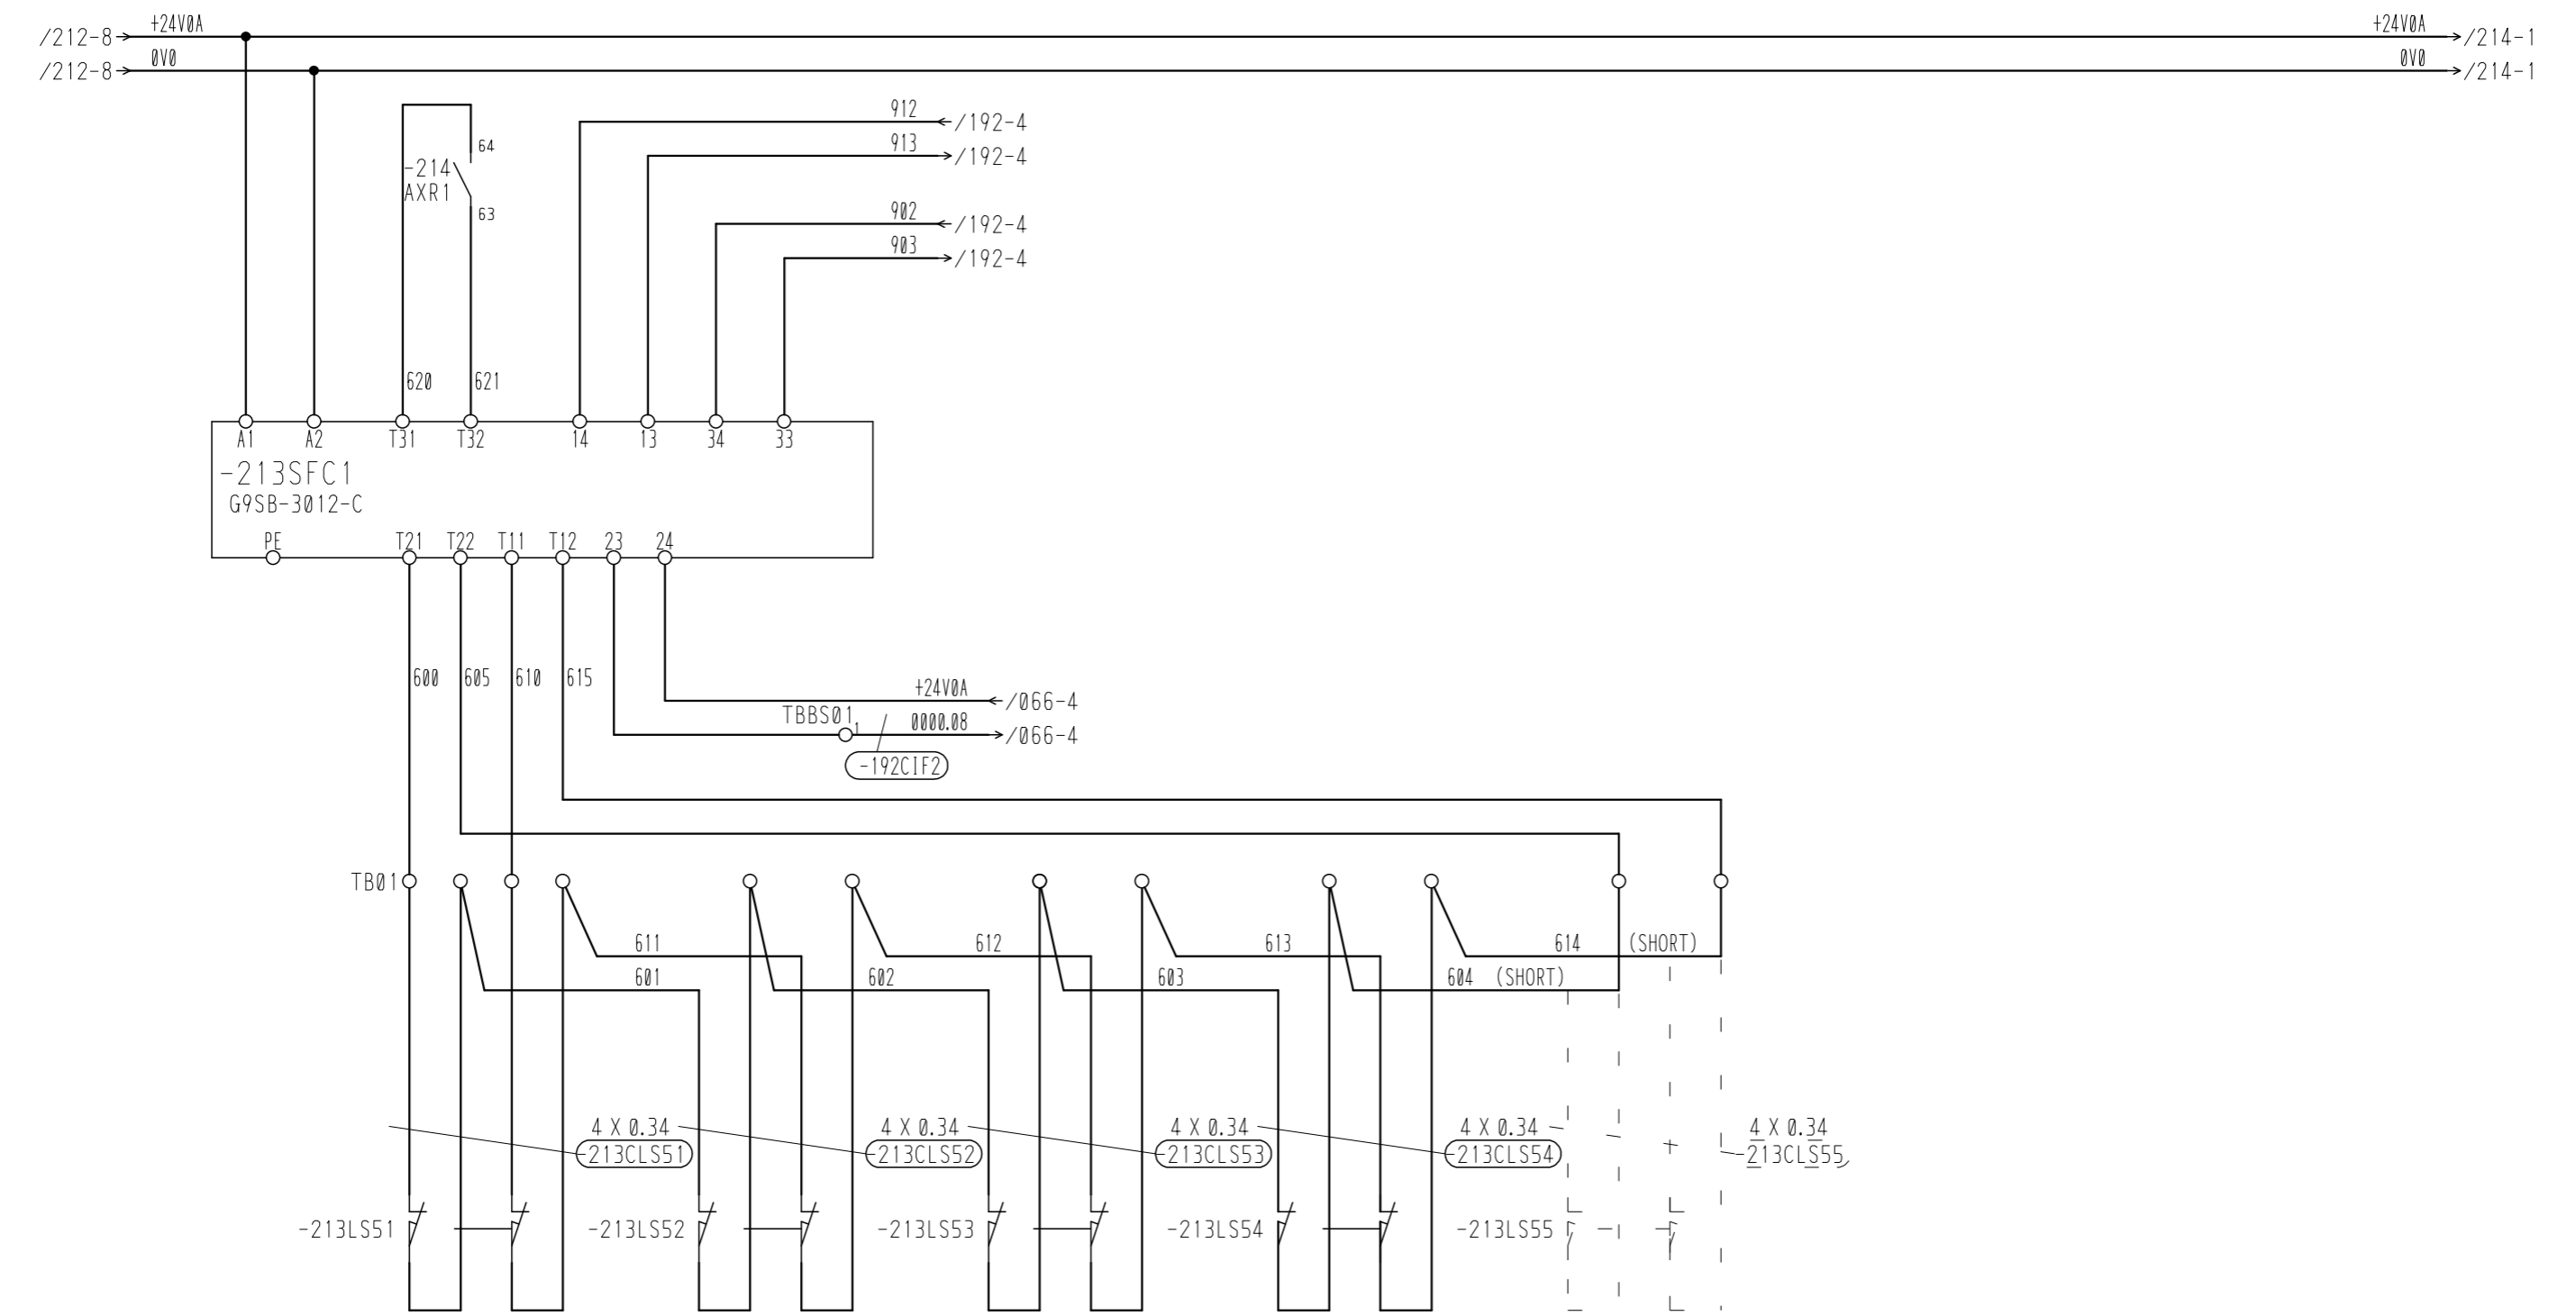 +24V0A +24V0A
/212-8 /214-1
0V0 0V0
/212-8 /214-1
912 /192-4
913 /192-4
64
-214
AXR1
63
902 /192-4
903 /192-4
620 621
A1 A2 T31 T32 14 13 34 33
-213SFC1
G9SB-3012-C
PE T21 T22 T11 T12 23 24
600 605 610 615
+24V0A /066-4
TBBS01 1 0000.08 /066-4
-192CIF2
TB01
611 612 613 614 (SHORT)
601 602 603 604 (SHORT)
4 X 0.34 4 X 0.34 4 X 0.34 4 X 0.34 4 X 0.34
-213CLS51 -213CLS52 -213CLS53 -213CLS54 -213CLS55
-213LS51 -213LS52 -213LS53 -213LS54 -213LS55